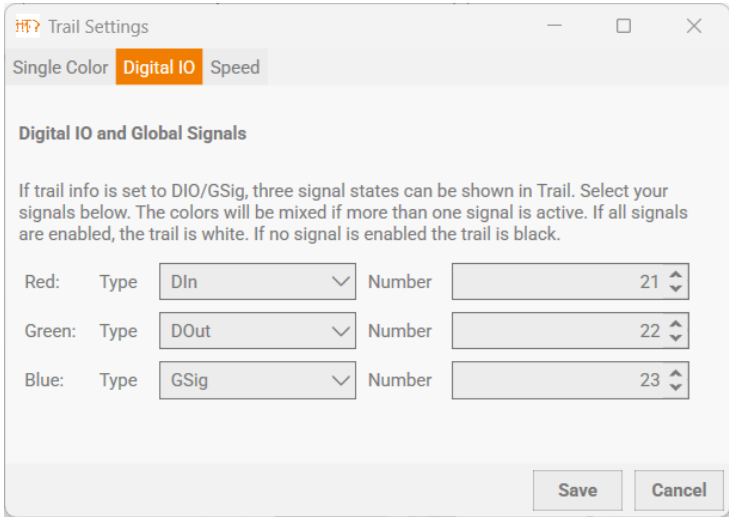 Trail Settings
Single Color Digital IO Speed
Digital IO and Global Signals
If trail info is set to DIO/GSig, three signal states can be shown in Trail. Select your
signals below. The colors will be mixed if more than one signal is active. If all signals
are enabled, the trail is white. If no signal is enabled the trail is black.
Red: Type DIn Number 21
Green: Type DOut Number 22
Blue: Type GSig Number 23
Save Cancel